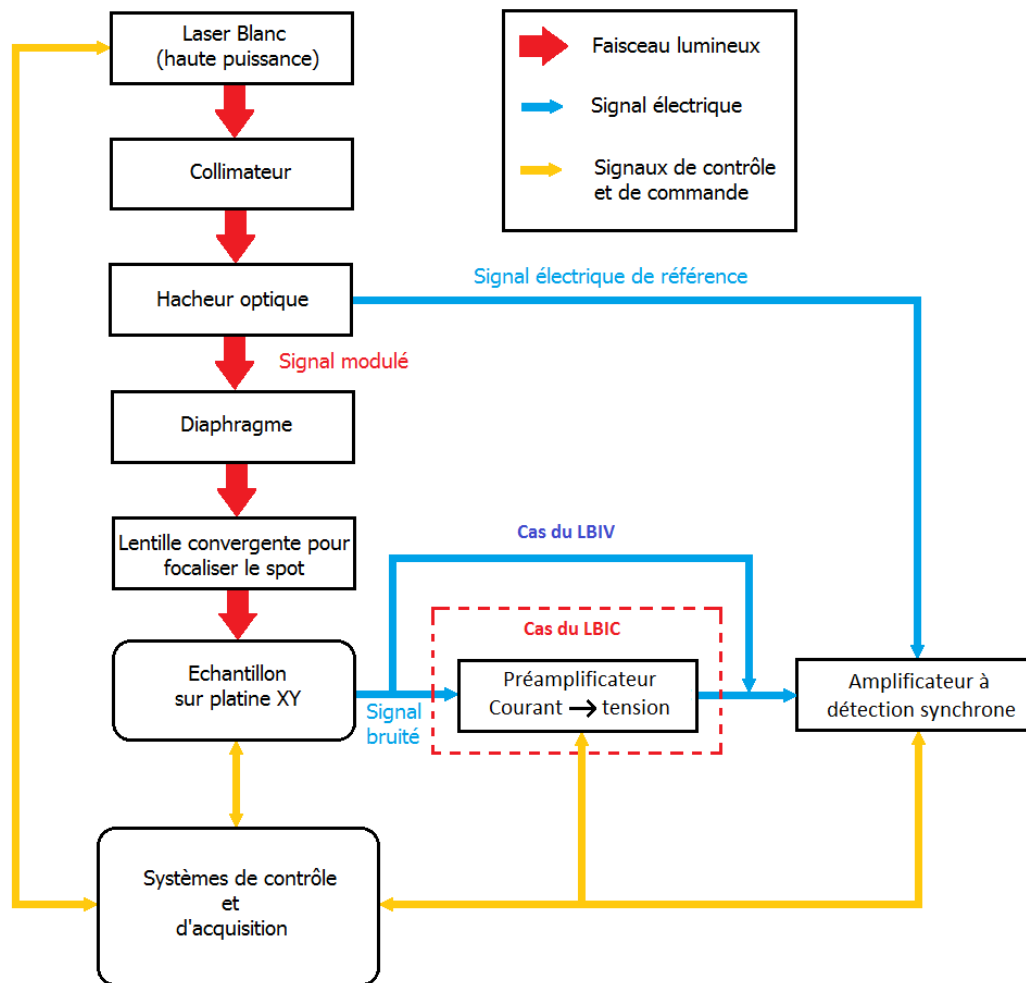 Laser Blanc
(haute puissance)
Faisceau lumineux
Signal électrique
Signaux de contrôle
et de commande
Collimateur
Hacheur optique
Signal électrique de référence
Signal modulé
Diaphragme
Lentille convergente pour
focaliser le spot
Cas du LBIV
Cas du LBIC
Echantillon
sur platine XY
Signal
bruité
Préamplificateur
Courant → tension
Amplificateur à
détection synchrone
Systèmes de contrôle
et
d'acquisition